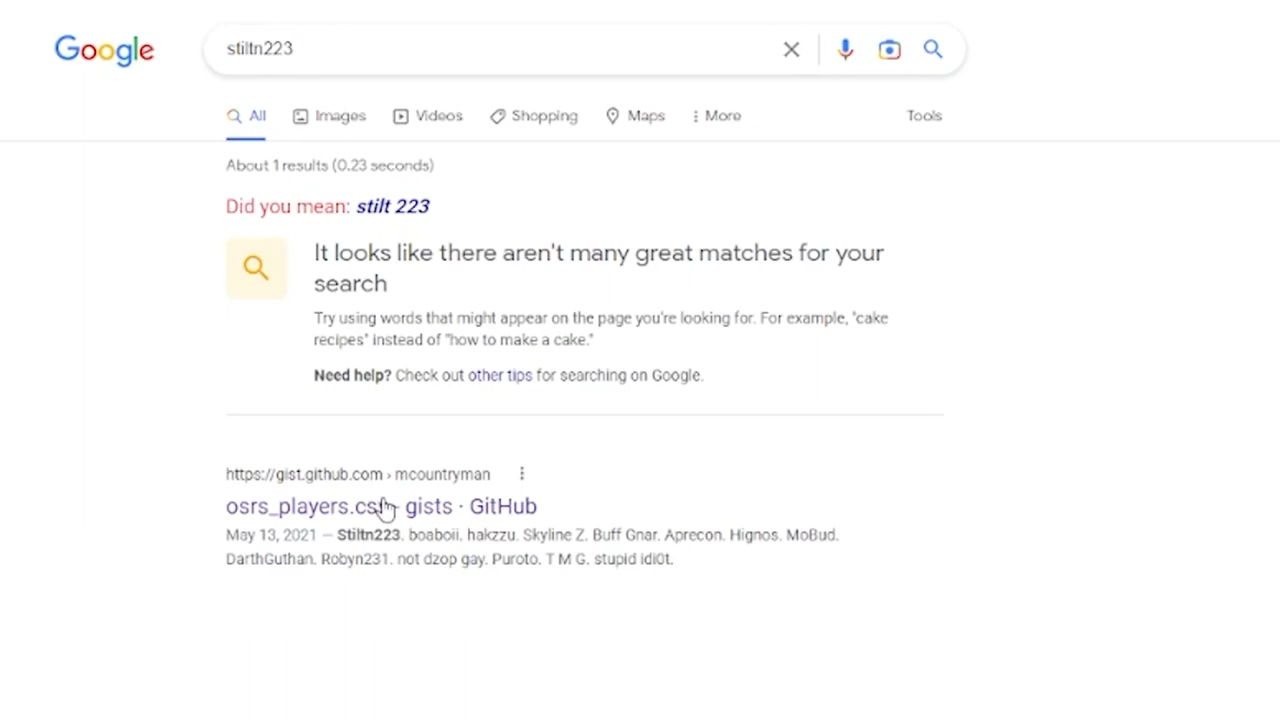 Google
stiltn223
All Images Videos Shopping Maps More Tools
About 1 results (0.23 seconds)
Did you mean: stilt 223
It looks like there aren't many great matches for your
search
Try using words that might appear on the page you're looking for. For example, "cake
recipes" instead of "how to make a cake."
Need help? Check out other tips for searching on Google.
https://gist.github.com › mcountryman
gists · GitHub
May 13, 2021 — Stiltn223. boaboii. hakzzu. Skyline Z. Buff Gnar. Aprecon. Hignos. MoBud.
DarthGuthan. Robyn231. not dzop gay. Puroto. T M G. stupid idi0t.